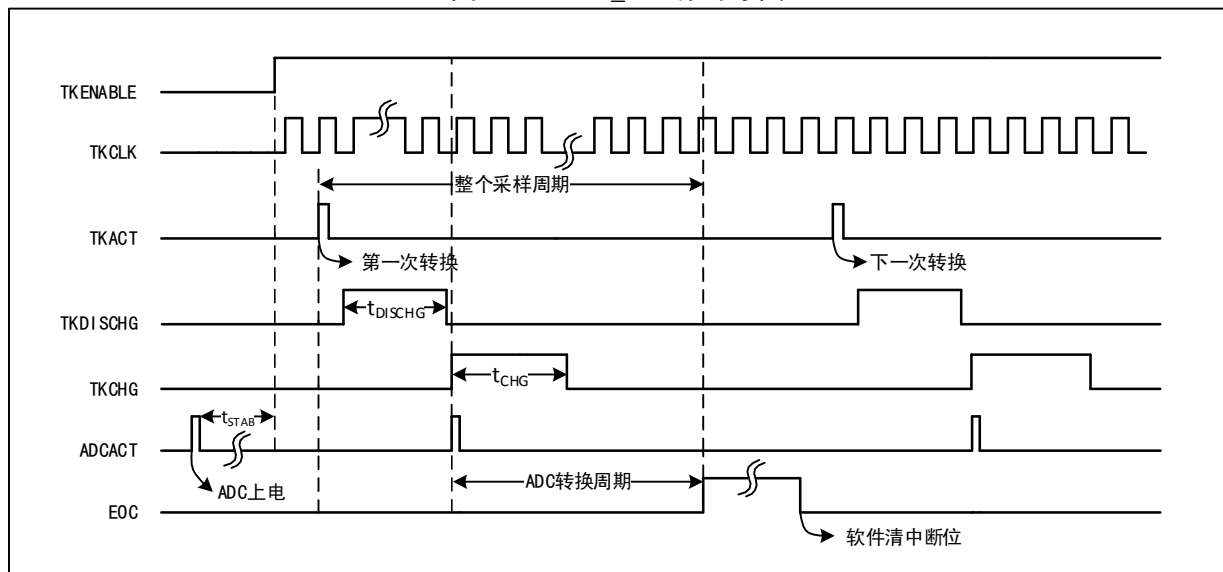 TKENABLE
TKCLK
整个采样周期
TKACT
第一次转换
下一次转换
TKDISCHG
tDISCHG
TKCHG
tCHG
tSTAB
ADCACT
ADC上电
ADC转换周期
EOC
软件清中断位